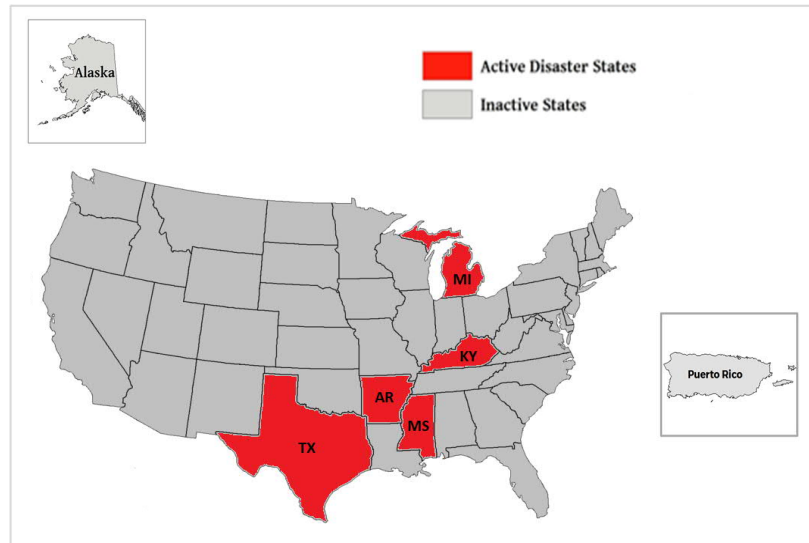 Alaska
Active Disaster States
Inactive States
MI
KY
Puerto Rico
AR
MS
TX